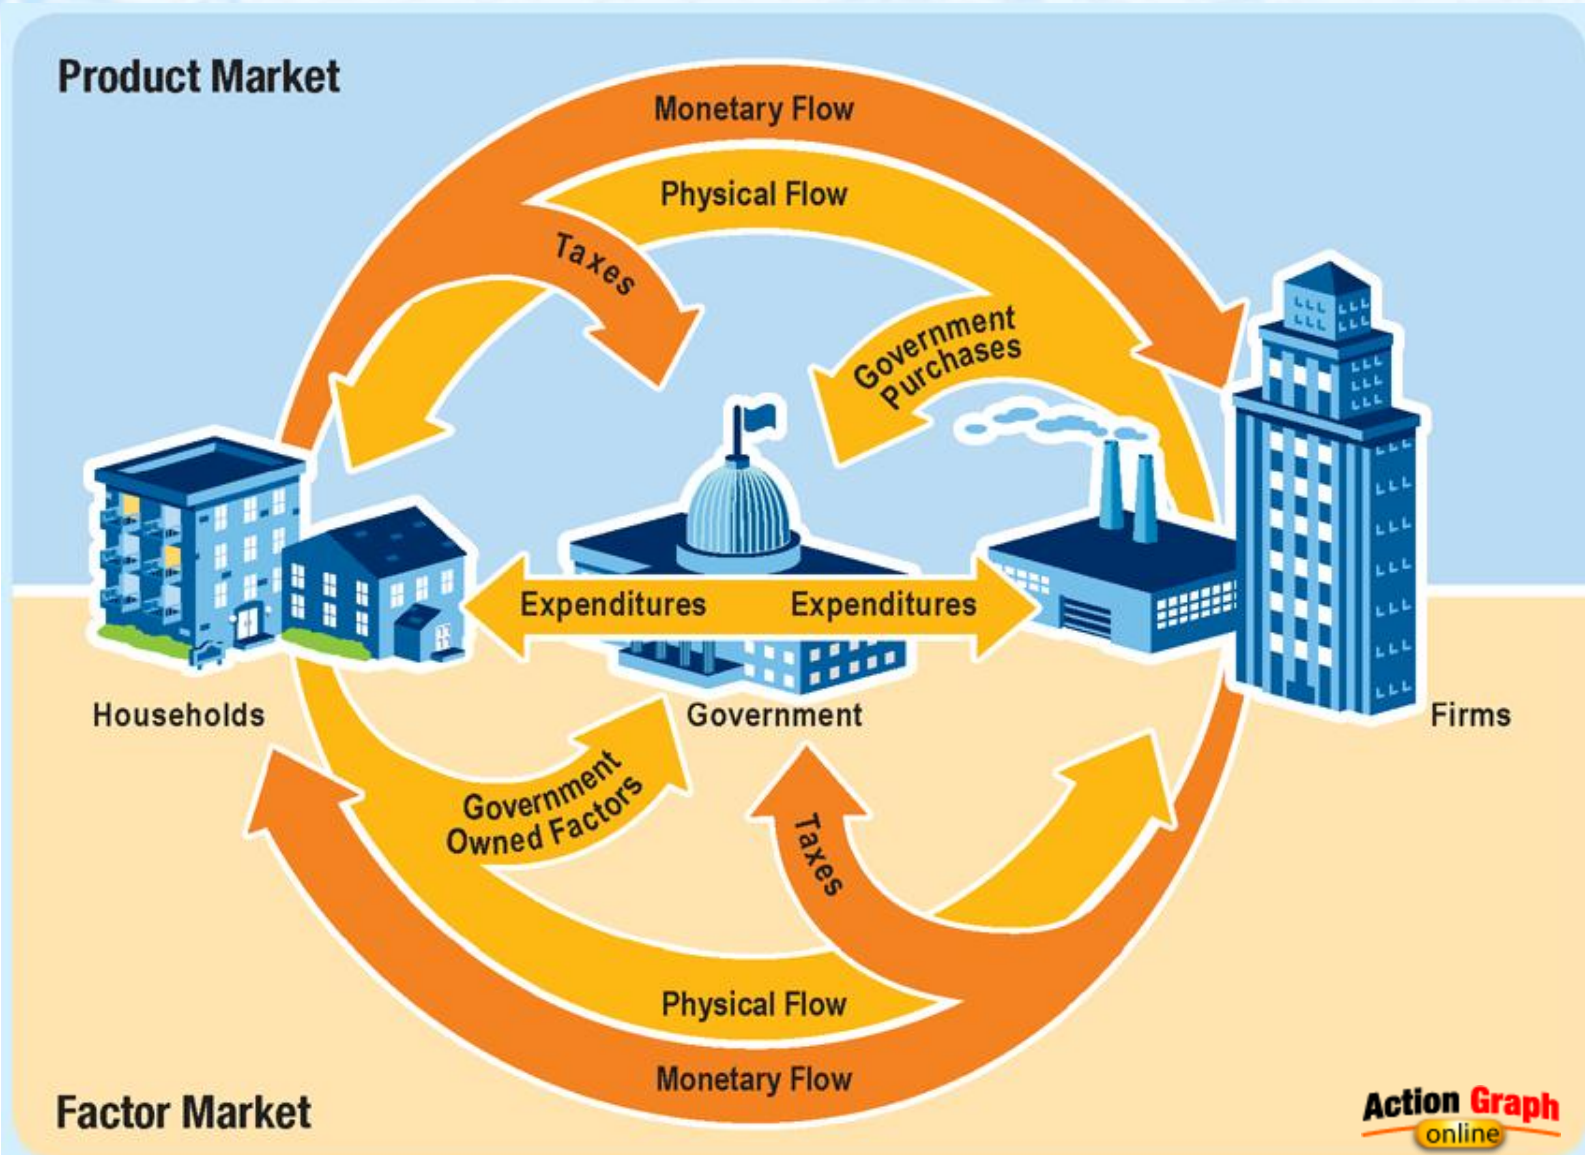 Product Market
Monetary Flow
Physical Flow
Taxes
Government
Purchases
Expenditures
Expenditures
Households
Government
Firms
Government
Owned Factors
Taxes
Physical Flow
Monetary Flow
Factor Market
Action Graph
online